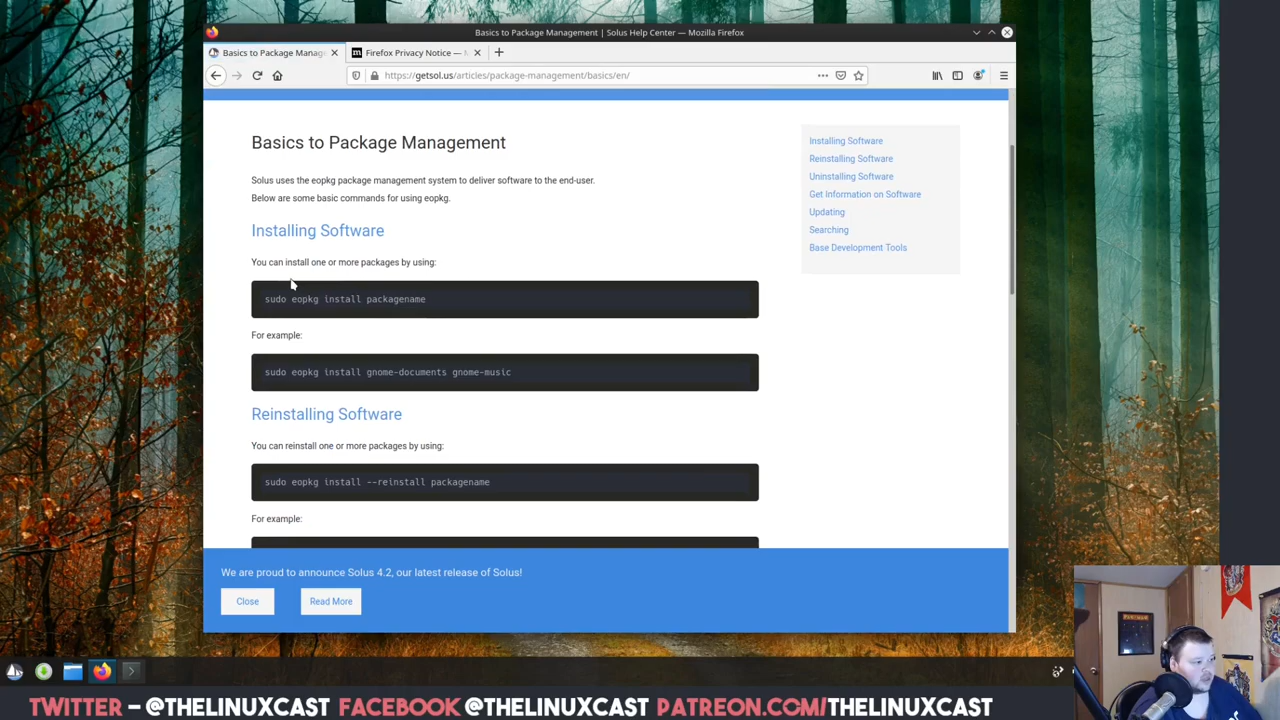 Basics to Package Management | Solus Help Center — Mozilla Firefox
Basics to Package Manage
Firefox Privacy Notice —
https://getsol.us/articles/package-management/basics/en/
Basics to Package Management
Solus uses the eopkg package management system to deliver software to the end-user.
Below are some basic commands for using eopkg.
Installing Software
You can install one or more packages by using:
sudo eopkg install packagename
For example:
sudo eopkg install gnome-documents gnome-music
Reinstalling Software
You can reinstall one or more packages by using:
sudo eopkg install --reinstall packagename
For example:
Installing Software
Reinstalling Software
Uninstalling Software
Get Information on Software
Updating
Searching
Base Development Tools
We are proud to announce Solus 4.2, our latest release of Solus!
Close
Read More
TWITTER – @THELINUXCAST FACEBOOK @THELINUXCAST PATREON.COM/THELINUXCAST